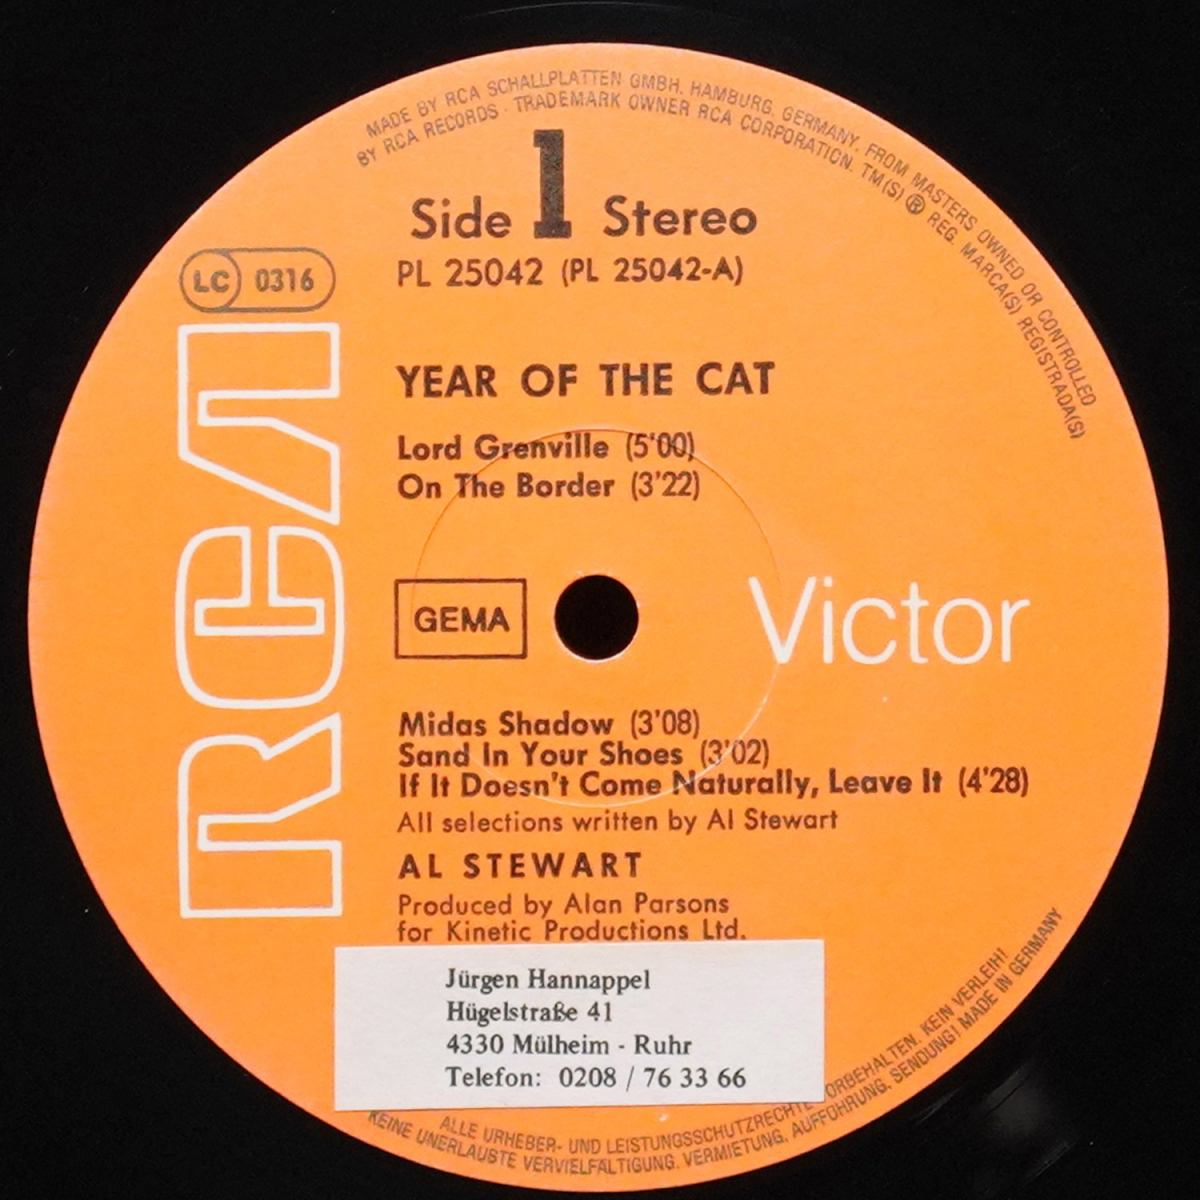 MADE BY RCA SCHALLPLATTEN GMBH, HAMBURG, GERMANY, FROM MASTERS OWNED OR CONTROLLED
BY RCA RECORDS · TRADEMARK OWNER RCA CORPORATION. TM(S) ® REG. MARCA(S) REGISTRADA(S)
Side 1 Stereo
PL 25042 (PL 25042-A)
LC 0316
RCA
YEAR OF THE CAT
Lord Grenville (5'00)
On The Border (3'22)
GEMA
Victor
Midas Shadow (3'08)
Sand In Your Shoes (3'02)
If It Doesn't Come Naturally, Leave It (4'28)
All selections written by Al Stewart
AL STEWART
Produced by Alan Parsons
for Kinetic Productions Ltd.
Jürgen Hannappel
Hügelstraße 41
4330 Mülheim - Ruhr
Telefon: 0208 / 76 33 66
ALLE URHEBER- UND LEISTUNGSSCHUTZRECHTE ORBEHALTEN. KEIN VERLEIH!
KEINE UNERLAUBTE VERVIELFÄLTIGUNG, VERMIETUNG, AUFFÜHRUNG, SENDUNG! MADE IN GERMANY